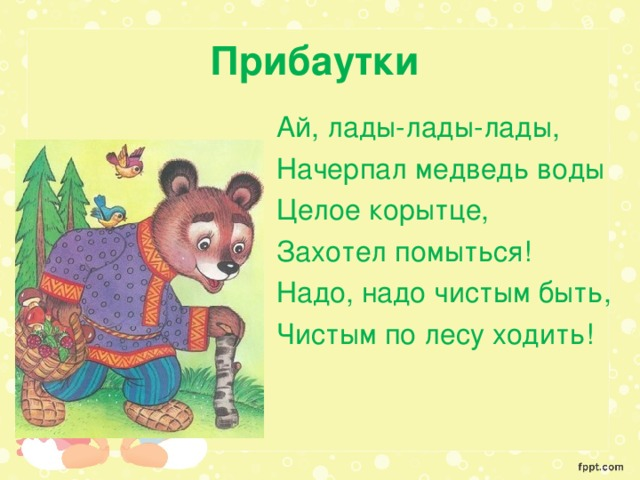 Прибаутки
Ай, лады-лады-лады,
Начерпал медведь воды
Целое корытце,
Захотел помыться!
Надо, надо чистым быть,
Чистым по лесу ходить!
fppt.com